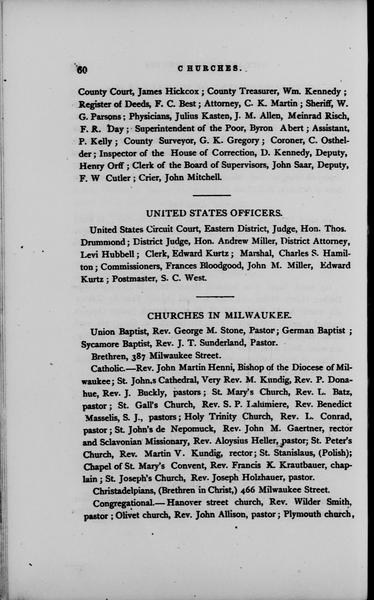 60
CHURCHES.
County Court, James Hickcox ; County Treasurer, Wm. Kennedy ;
Register of Deeds, F. C. Best ; Attorney, C. K. Martin ; Sheriff, W.
G. Parsons ; Physicians, Julius Kasten, J. M. Allen, Meinrad Risch,
F. R. Day ; Superintendent of the Poor, Byron Abert ; Assistant,
P. Kelly ; County Surveyor, G. K. Gregory ; Coroner, C. Osthel-
der ; Inspector of the House of Correction, D. Kennedy, Deputy,
Henry Orff ; Clerk of the Board of Supervisors, John Saar, Deputy,
F. W Cutler ; Crier, John Mitchell.
UNITED STATES OFFICERS.
United States Circuit Court, Eastern District, Judge, Hon. Thos.
Drummond ; District Judge, Hon. Andrew Miller, District Attorney,
Levi Hubbell ; Clerk, Edward Kurtz ; Marshal, Charles S. Hamil-
ton ; Commissioners, Frances Bloodgood, John M. Miller, Edward
Kurtz ; Postmaster, S. C. West.
CHURCHES IN MILWAUKEE.
Union Baptist, Rev. George M. Stone, Pastor ; German Baptist ;
Sycamore Baptist, Rev. J. T. Sunderland, Pastor.
Brethren, 387 Milwaukee Street.
Catholic.—Rev. John Martin Henni, Bishop of the Diocese of Mil-
waukee ; St. John,s Cathedral, Very Rev. M. Kundig, Rev. P. Dona-
hue, Rev. J. Buckly, pastors ; St. Mary's Church, Rev. L. Batz,
pastor ; St. Gall's Church, Rev. S. P. Lalumiere, Rev. Benedict
Masselis, S. J., pastors ; Holy Trinity Church, Rev. L. Conrad,
pastor ; St. John's de Nepomuck, Rev. John M. Gaertner, rector
and Sclavonian Missionary, Rev. Aloysius Heller, pastor; St. Peter's
Church, Rev. Martin V. Kundig, rector ; St. Stanislaus, (Polish);
Chapel of St. Mary's Convent, Rev. Francis K. Krautbauer, chap-
lain ; St. Joseph's Church, Rev. Joseph Holzhauer, pastor.
Christadelpians, (Brethren in Christ,) 466 Milwaukee Street.
Congregational.—Hanover street church, Rev. Wilder Smith,
pastor ; Olivet church, Rev. John Allison, pastor ; Plymouth church,